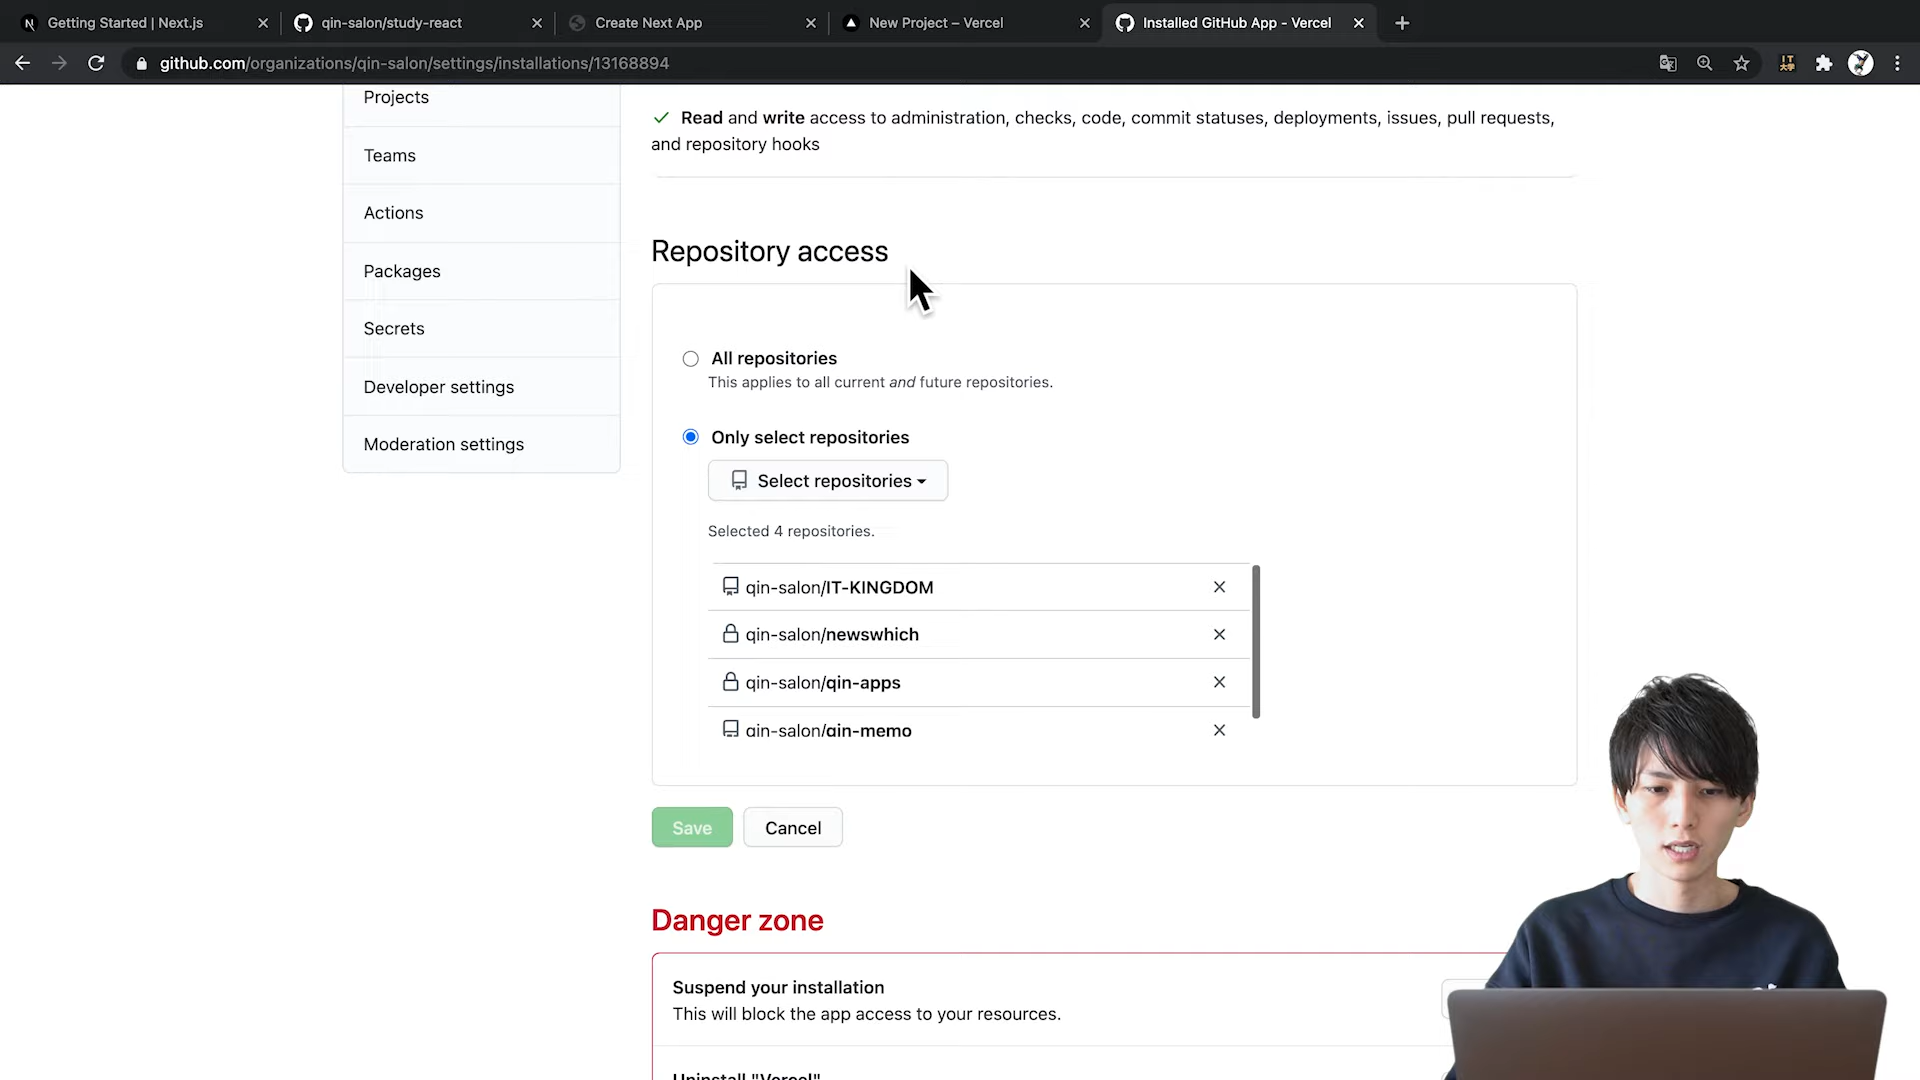 Getting Started | Next.js
qin-salon/study-react
Create Next App
New Project – Vercel
Installed GitHub App - Vercel
github.com/organizations/qin-salon/settings/installations/13168894
Projects
Teams
Actions
Packages
Secrets
Developer settings
Moderation settings
Read and write access to administration, checks, code, commit statuses, deployments, issues, pull requests,
and repository hooks
Repository access
All repositories
This applies to all current and future repositories.
Only select repositories
Select repositories
Selected 4 repositories.
qin-salon/IT-KINGDOM
qin-salon/newswhich
qin-salon/qin-apps
qin-salon/qin-memo
Save
Cancel
Danger zone
Suspend your installation
This will block the app access to your resources.
Uninstall "Vercel"